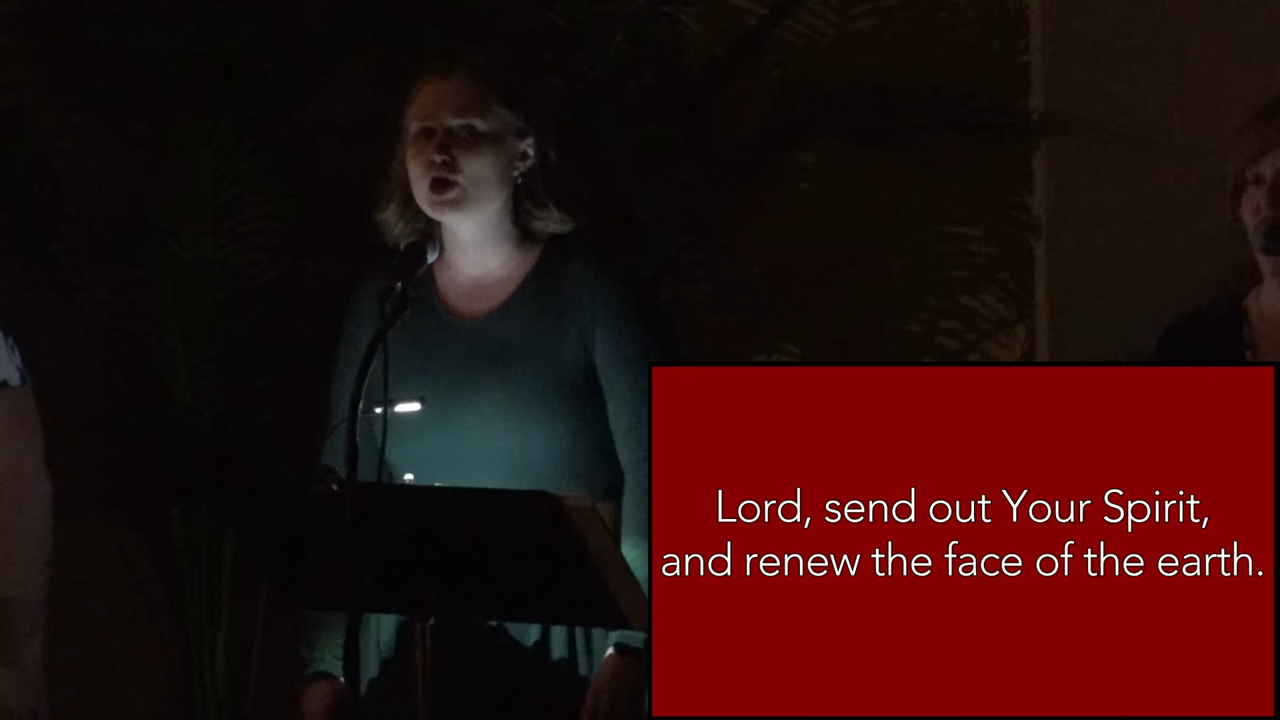 Lord, send out Your Spirit,
and renew the face of the earth.